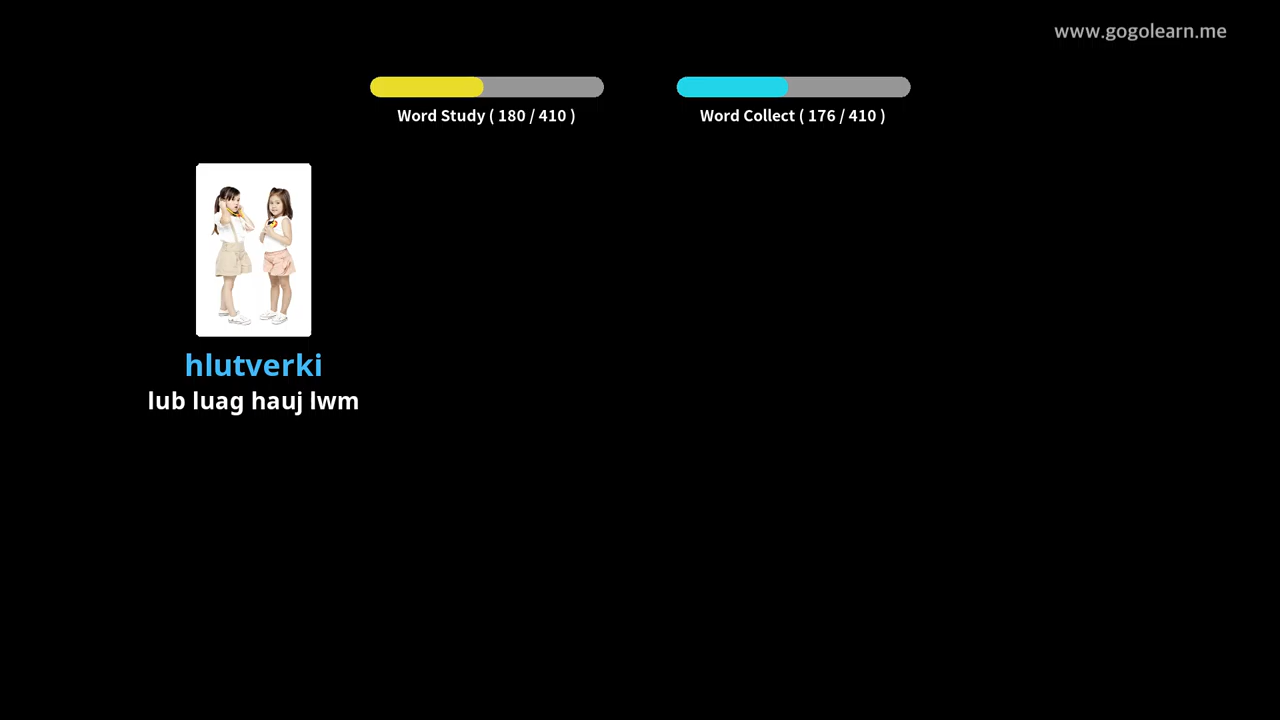 www.gogolearn.me
Word Study ( 180 / 410 )
Word Collect ( 176 / 410 )
hlutverki
lub luag hauj lwm